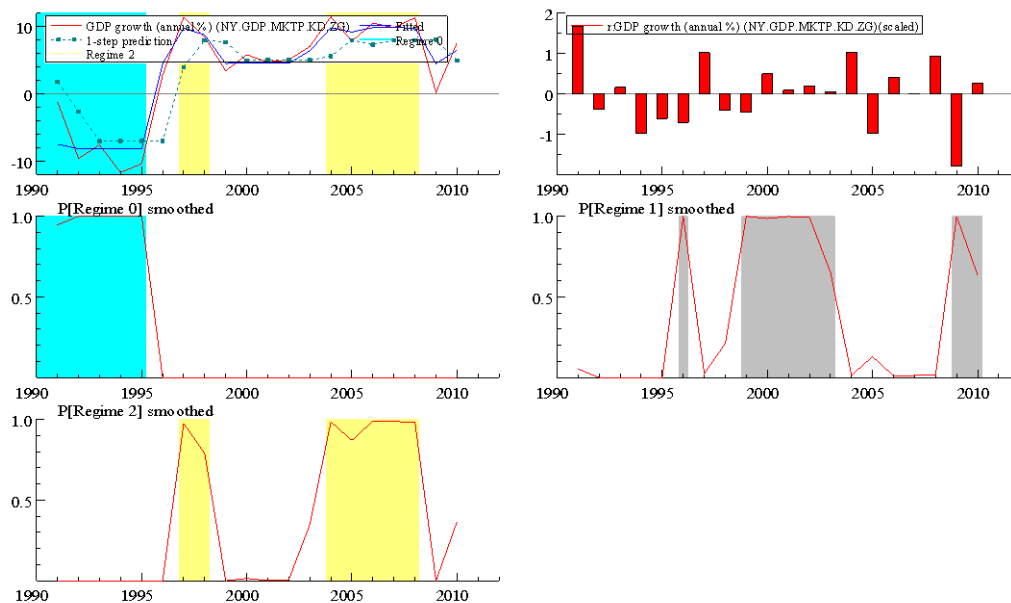 GDP growth (annual %) (NY.GDP.MKTP.KD.ZG) Fitted
1-step prediction Regime 0
Regime 2
10
0
-10
1990 1995 2000 2005 2010
r:GDP growth (annual %) (NY.GDP.MKTP.KD.ZG)(scaled)
2
1
0
-1
1990 1995 2000 2005 2010
P[Regime 0] smoothed
1.0
0.5
1990 1995 2000 2005 2010
P[Regime 1] smoothed
1.0
0.5
1990 1995 2000 2005 2010
P[Regime 2] smoothed
1.0
0.5
1990 1995 2000 2005 2010